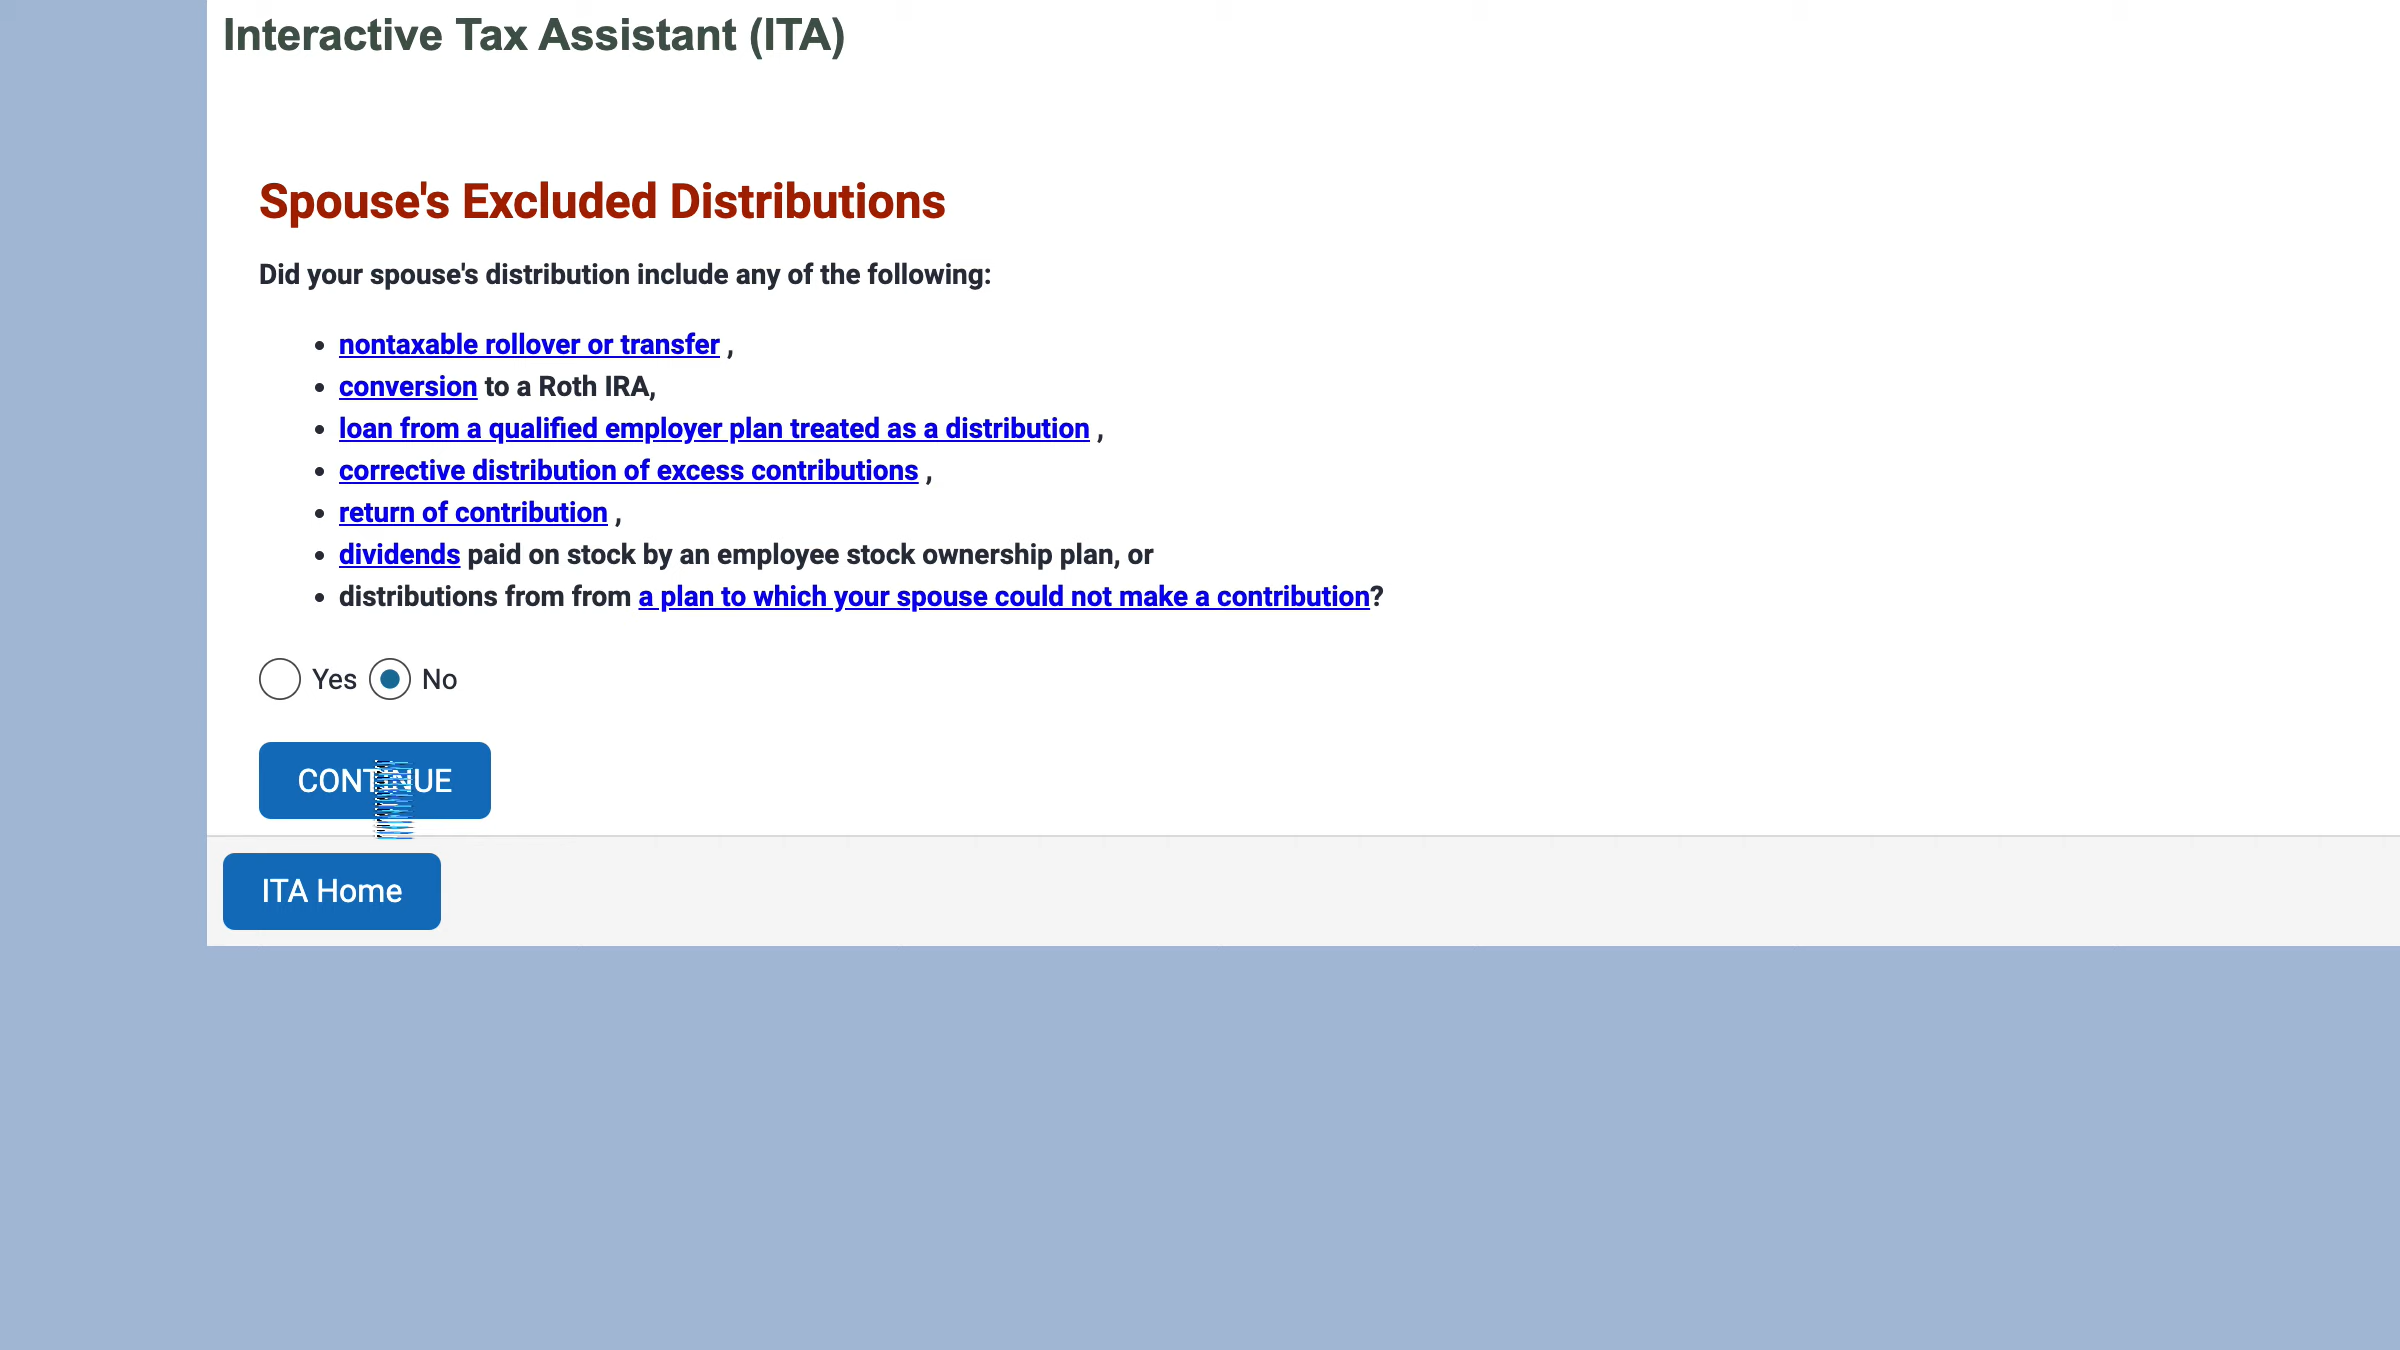 Interactive Tax Assistant (ITA)
Spouse's Excluded Distributions
Did your spouse's distribution include any of the following:
• nontaxable rollover or transfer ,
• conversion to a Roth IRA,
• loan from a qualified employer plan treated as a distribution ,
• corrective distribution of excess contributions ,
• return of contribution ,
• dividends paid on stock by an employee stock ownership plan, or
• distributions from from a plan to which your spouse could not make a contribution?
Yes No
CONTINUE
ITA Home